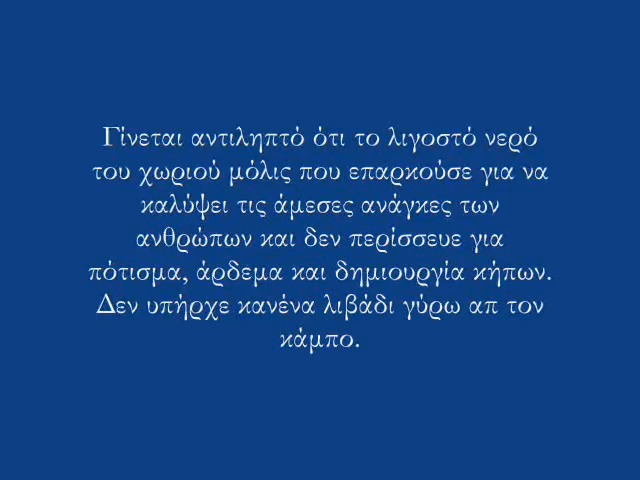 Γίνεται αντιληπτό ότι το λιγοστό νερό
του χωριού μόλις που επαρκούσε για να
καλύψει τις άμεσες ανάγκες των
ανθρώπων και δεν περίσσευε για
πότισμα, άρδεμα και δημιουργία κήπων.
Δεν υπήρχε κανένα λιβάδι γύρω απ τον
κάμπο.